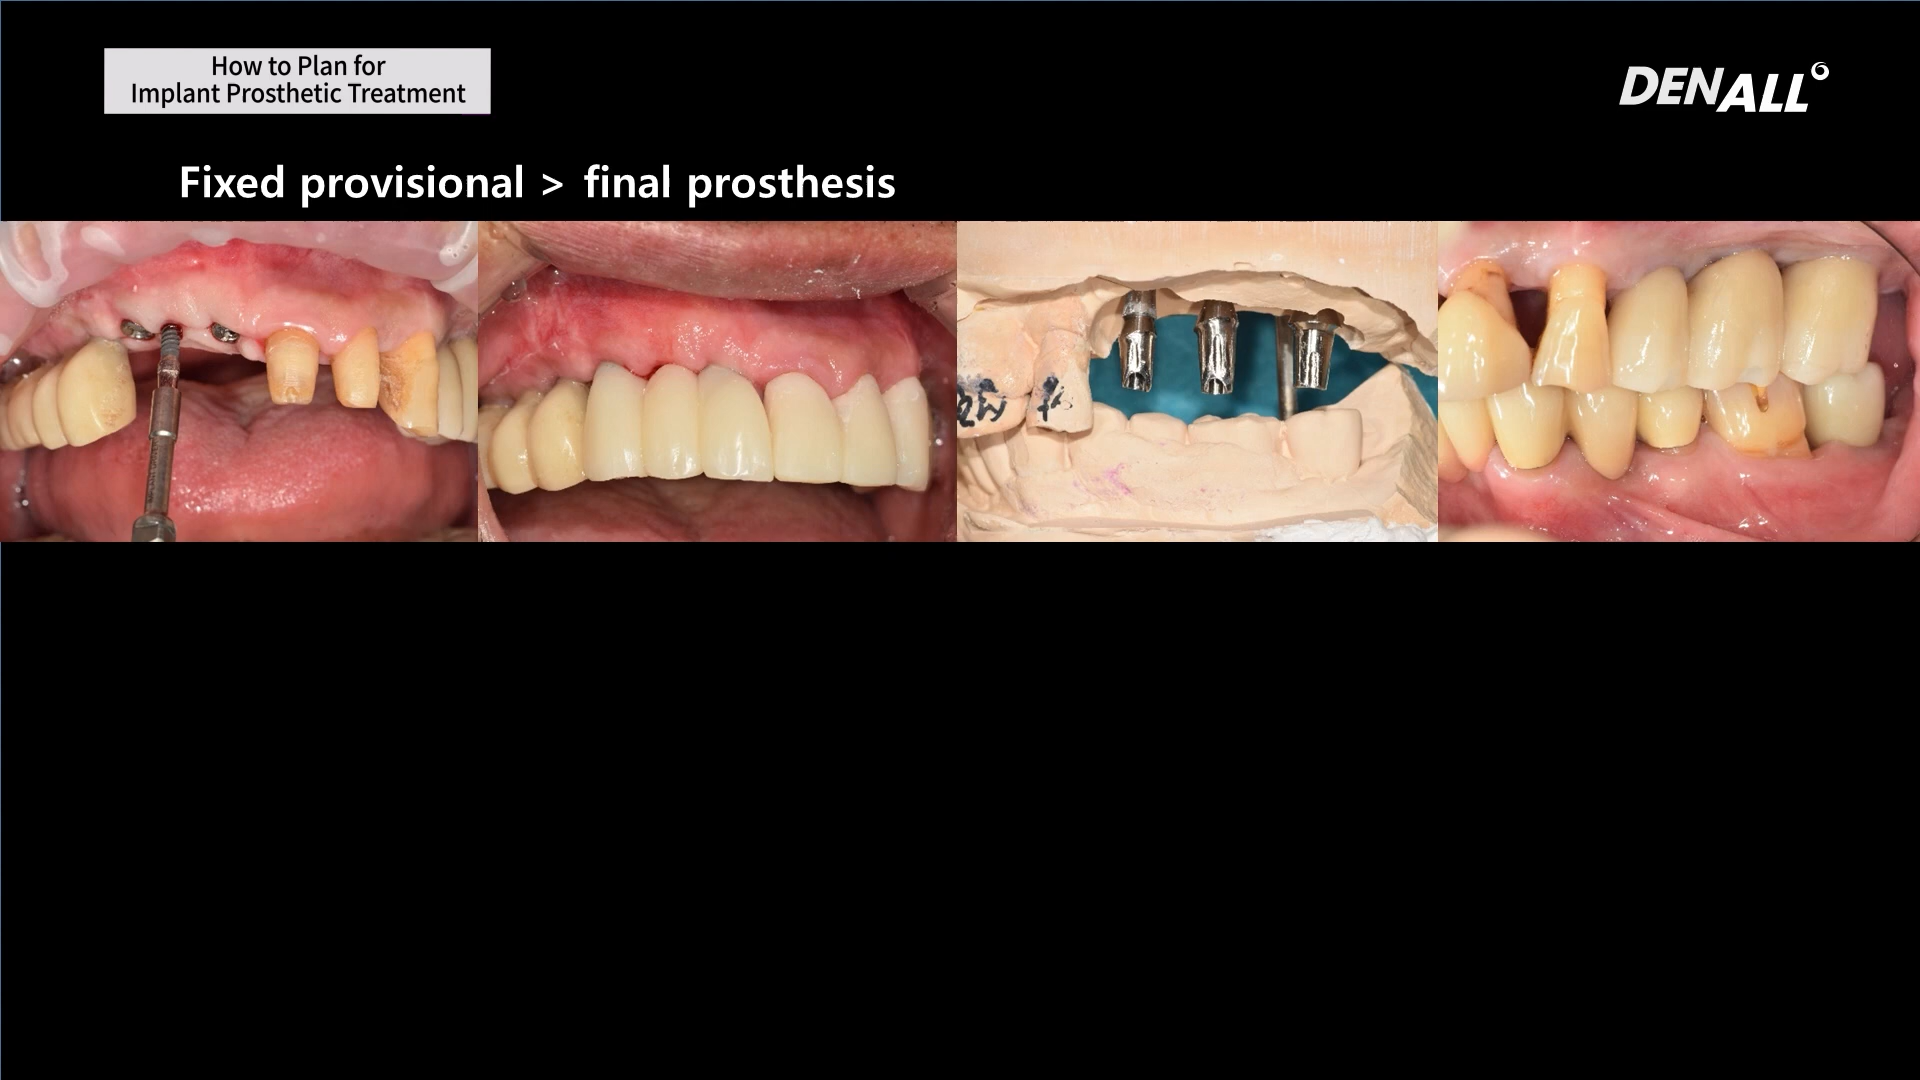 How to Plan for
Implant Prosthetic Treatment
DENALL
Fixed provisional > final prosthesis